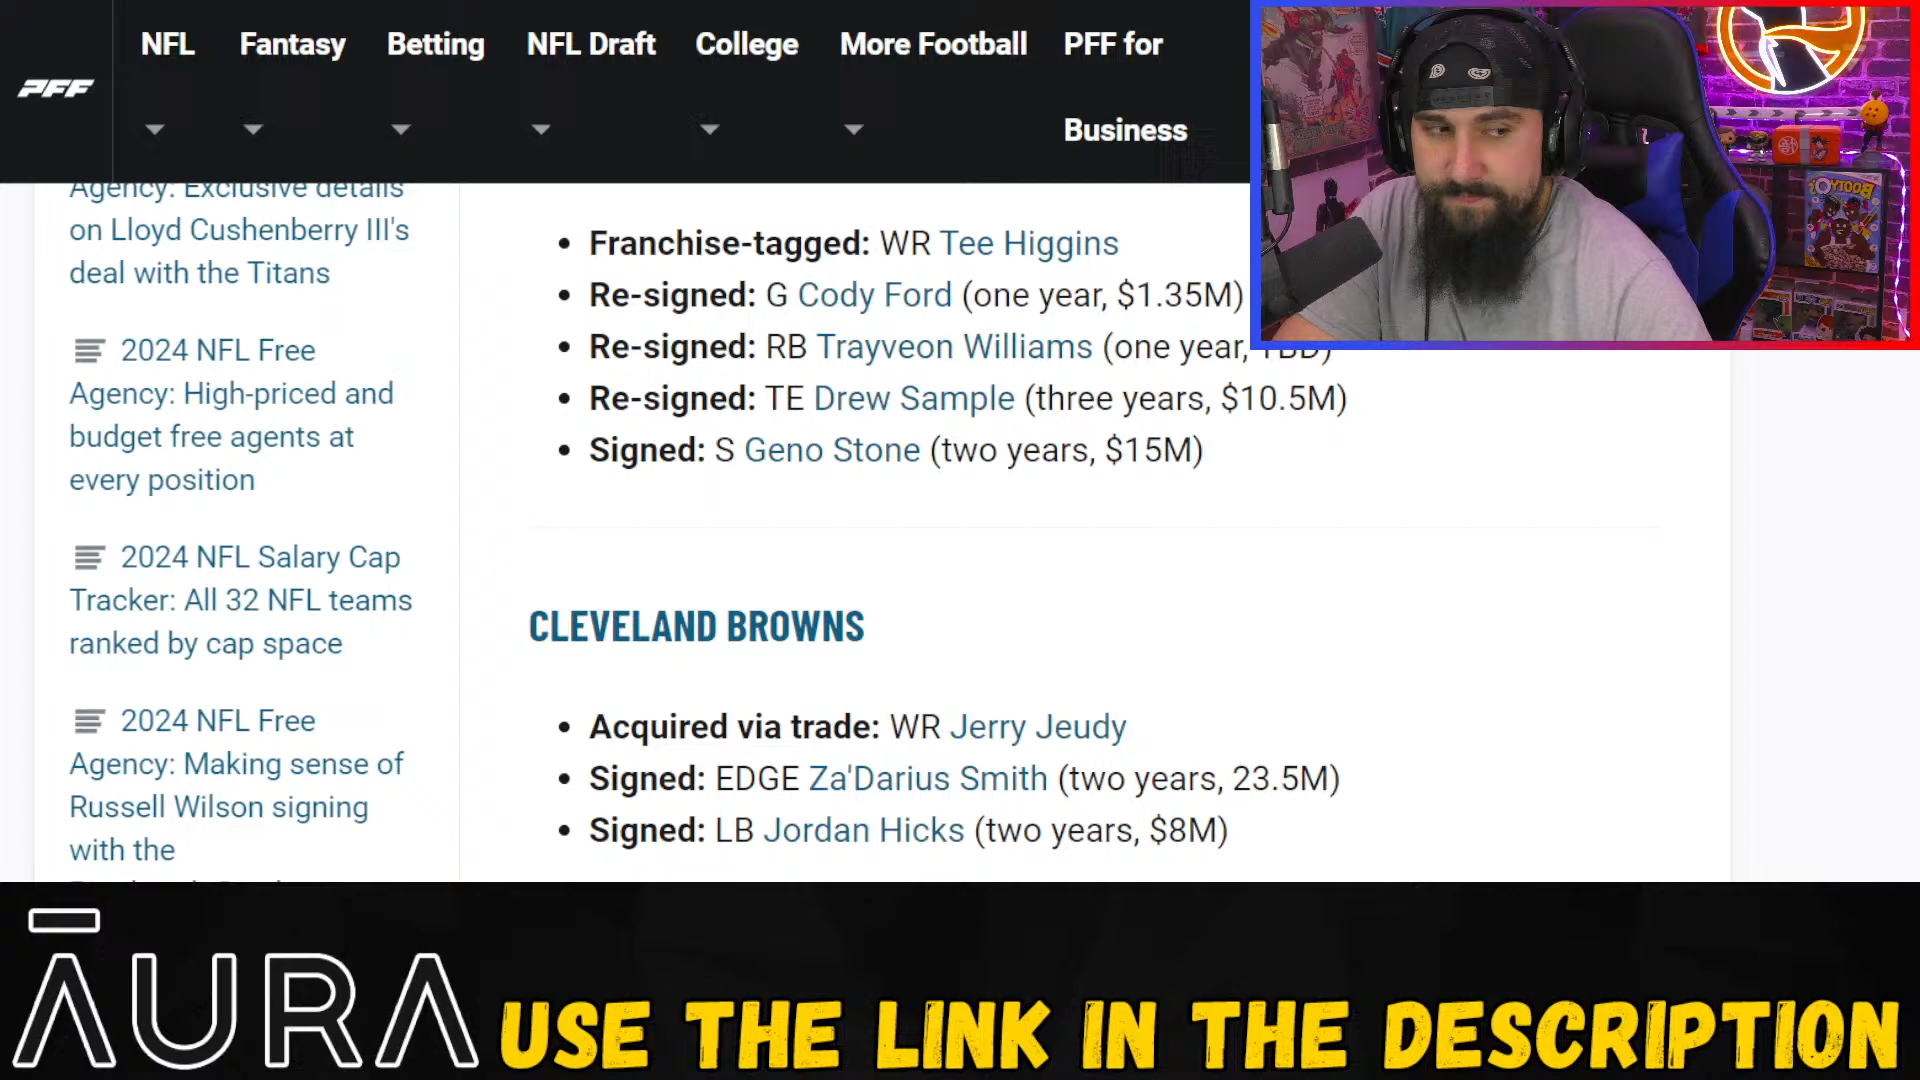 NFL Fantasy Betting NFL Draft College More Football PFF for Business
PFF
Agency: Exclusive details
on Lloyd Cushenberry III's
deal with the Titans
2024 NFL Free
Agency: High-priced and
budget free agents at
every position
2024 NFL Salary Cap
Tracker: All 32 NFL teams
ranked by cap space
2024 NFL Free
Agency: Making sense of
Russell Wilson signing
with the
• Franchise-tagged: WR Tee Higgins
• Re-signed: G Cody Ford (one year, $1.35M)
• Re-signed: RB Trayveon Williams (one year, TBD)
• Re-signed: TE Drew Sample (three years, $10.5M)
• Signed: S Geno Stone (two years, $15M)
CLEVELAND BROWNS
• Acquired via trade: WR Jerry Jeudy
• Signed: EDGE Za'Darius Smith (two years, 23.5M)
• Signed: LB Jordan Hicks (two years, $8M)
AURA
USE THE LINK IN THE DESCRIPTION